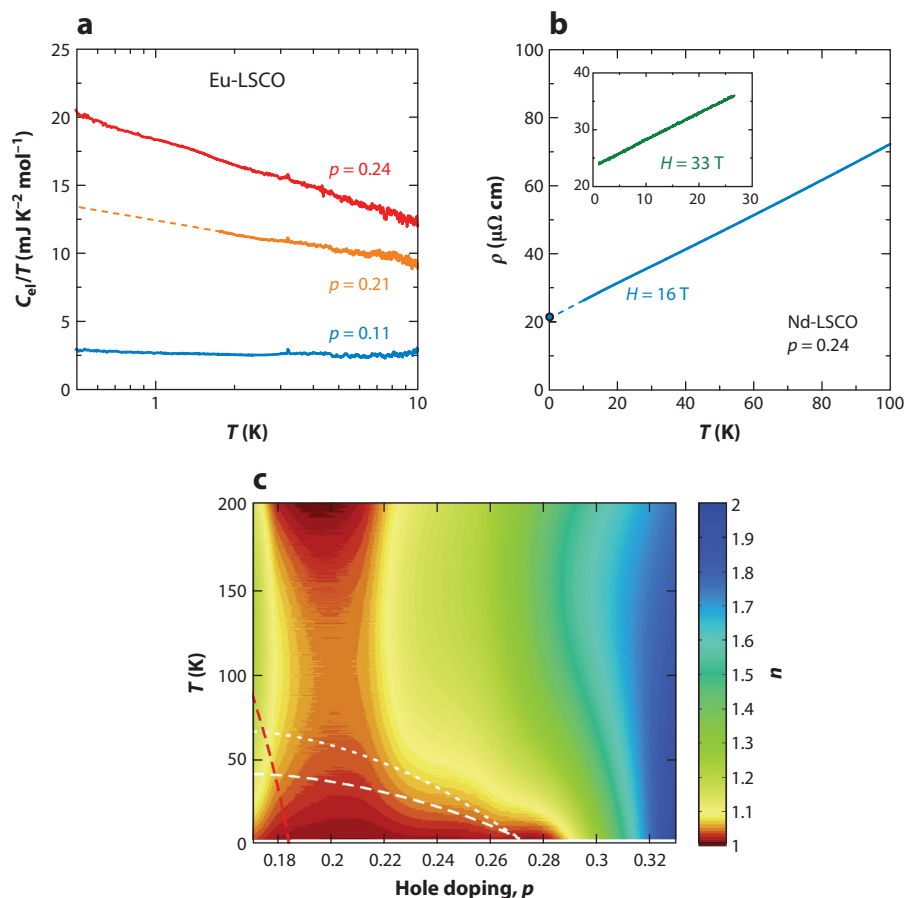 a
Eu-LSCO
C_el/T (mJ K⁻² mol⁻¹)
25
20
15
10
5
0
p = 0.24
p = 0.21
p = 0.11
1
10
T (K)
b
ρ (μΩ cm)
100
80
60
40
20
0
40
30
20
0 10 20 30
H = 33 T
H = 16 T
Nd-LSCO
p = 0.24
0 20 40 60 80 100
T (K)
c
T (K)
200
150
100
50
0
0.18 0.2 0.22 0.24 0.26 0.28 0.3 0.32
Hole doping, p
2
1.9
1.8
1.7
1.6
1.5
1.4
1.3
1.2
1.1
1
n